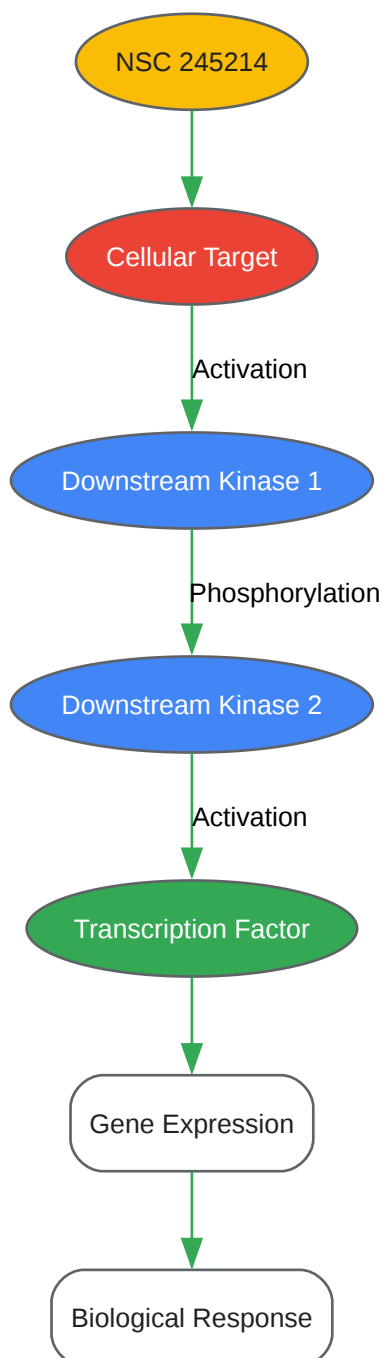 NSC 245214
Cellular Target
Activation
Downstream Kinase 1
Phosphorylation
Downstream Kinase 2
Activation
Transcription Factor
Gene Expression
Biological Response